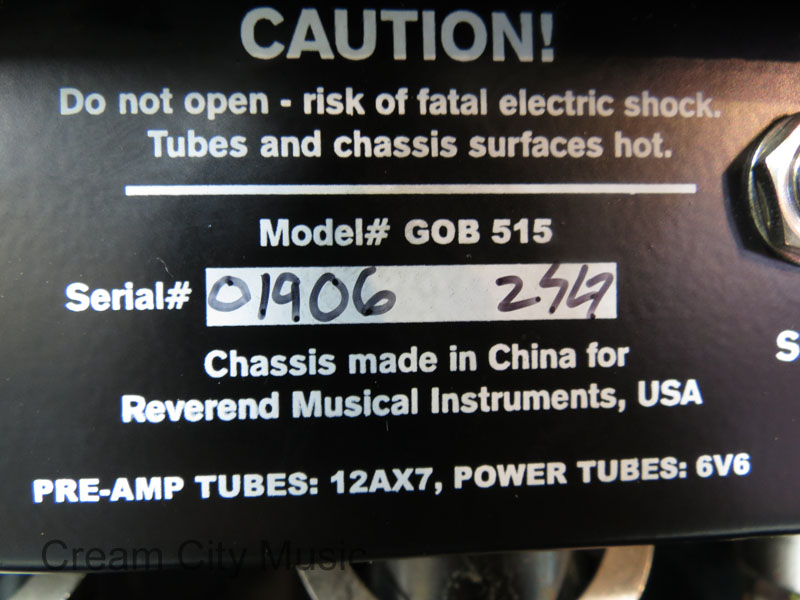 CAUTION!
Do not open - risk of fatal electric shock.
Tubes and chassis surfaces hot.
Model# GOB 515
Serial# 01906
Chassis made in China for
Reverend Musical Instruments, USA
PRE-AMP TUBES: 12AX7, POWER TUBES: 6V6
Cream City Music